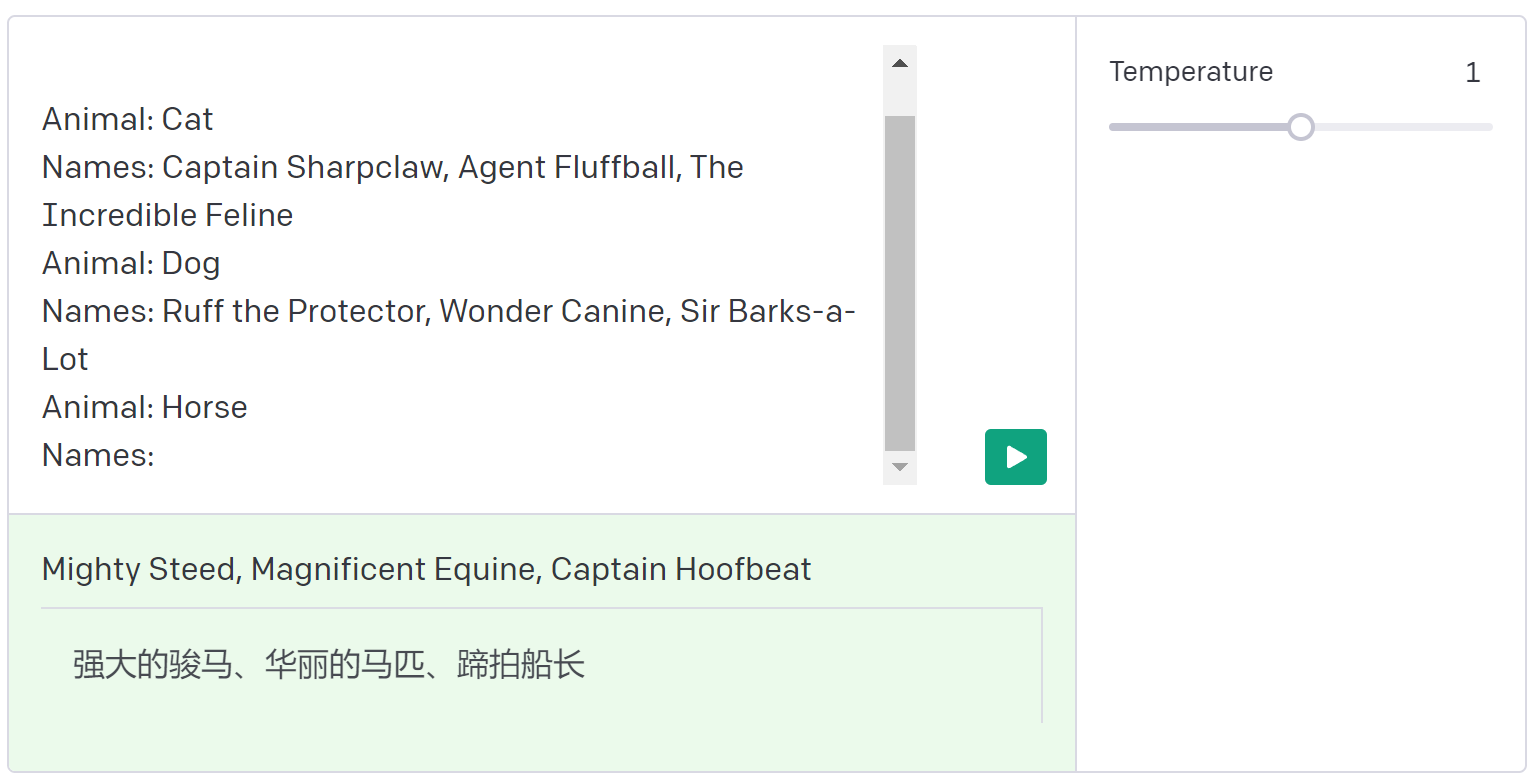 Temperature 1
Animal: Cat
Names: Captain Sharpclaw, Agent Fluffball, The
Incredible Feline
Animal: Dog
Names: Ruff the Protector, Wonder Canine, Sir Barks-a-
Lot
Animal: Horse
Names:
Mighty Steed, Magnificent Equine, Captain Hoofbeat
强大的骏马、华丽的马匹、蹄拍船长